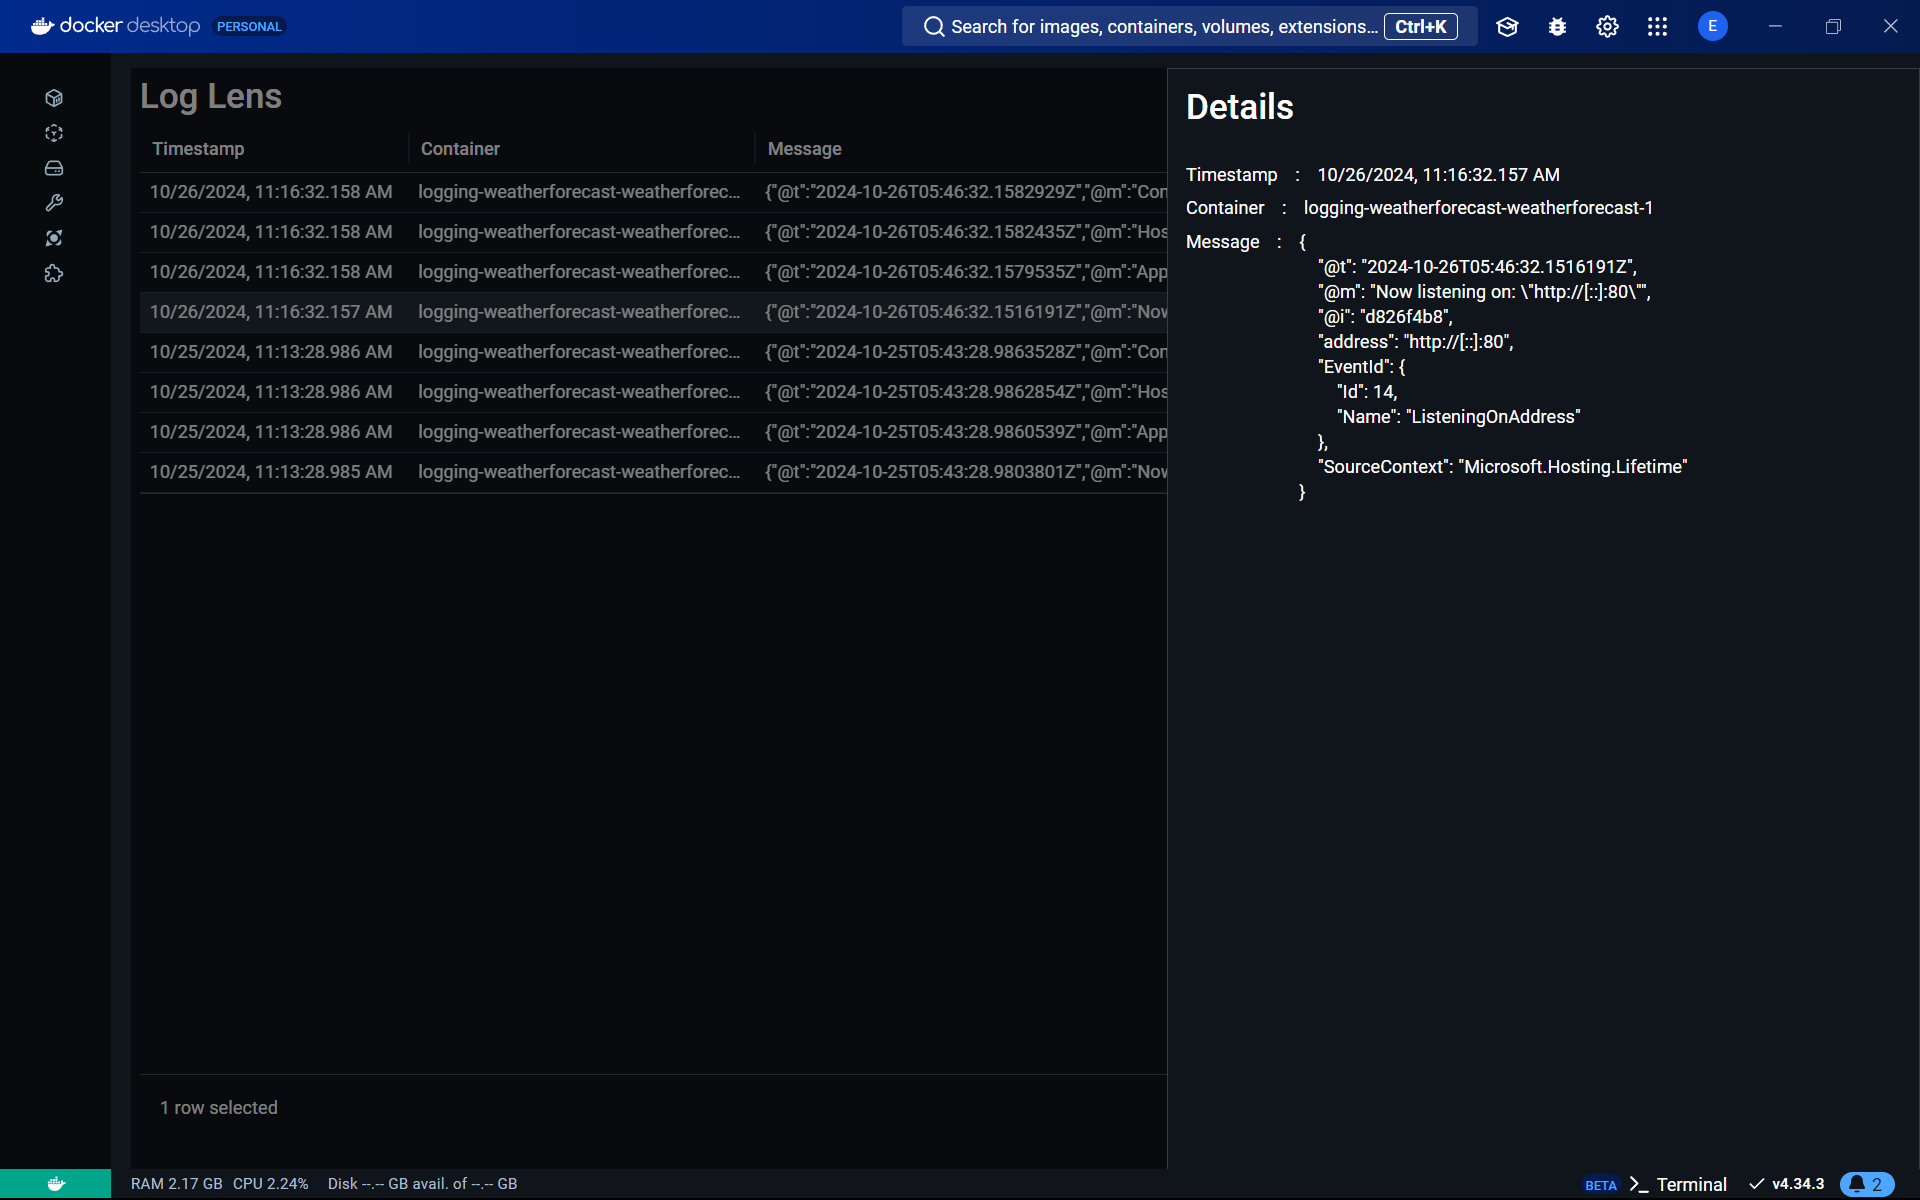 docker desktop PERSONAL
Search for images, containers, volumes, extensions... Ctrl+K
E
Log Lens
Timestamp Container Message
10/26/2024, 11:16:32.158 AM logging-weatherforecast-weatherforec... {"@t":"2024-10-26T05:46:32.1582929Z","@m":"Con
10/26/2024, 11:16:32.158 AM logging-weatherforecast-weatherforec... {"@t":"2024-10-26T05:46:32.1582435Z","@m":"Hos
10/26/2024, 11:16:32.158 AM logging-weatherforecast-weatherforec... {"@t":"2024-10-26T05:46:32.1579535Z","@m":"App
10/26/2024, 11:16:32.157 AM logging-weatherforecast-weatherforec... {"@t":"2024-10-26T05:46:32.1516191Z","@m":"Now
10/25/2024, 11:13:28.986 AM logging-weatherforecast-weatherforec... {"@t":"2024-10-25T05:43:28.9863528Z","@m":"Con
10/25/2024, 11:13:28.986 AM logging-weatherforecast-weatherforec... {"@t":"2024-10-25T05:43:28.9862854Z","@m":"Hos
10/25/2024, 11:13:28.986 AM logging-weatherforecast-weatherforec... {"@t":"2024-10-25T05:43:28.9860539Z","@m":"App
10/25/2024, 11:13:28.985 AM logging-weatherforecast-weatherforec... {"@t":"2024-10-25T05:43:28.9803801Z","@m":"Now
1 row selected
Details
Timestamp : 10/26/2024, 11:16:32.157 AM
Container : logging-weatherforecast-weatherforecast-1
Message : {
"@t": "2024-10-26T05:46:32.1516191Z",
"@m": "Now listening on: \"http://[::]:80\"",
"@i": "d826f4b8",
"address": "http://[::]:80",
"EventId": {
"Id": 14,
"Name": "ListeningOnAddress"
},
"SourceContext": "Microsoft.Hosting.Lifetime"
}
RAM 2.17 GB CPU 2.24% Disk --.-- GB avail. of --.-- GB
BETA Terminal v4.34.3 2